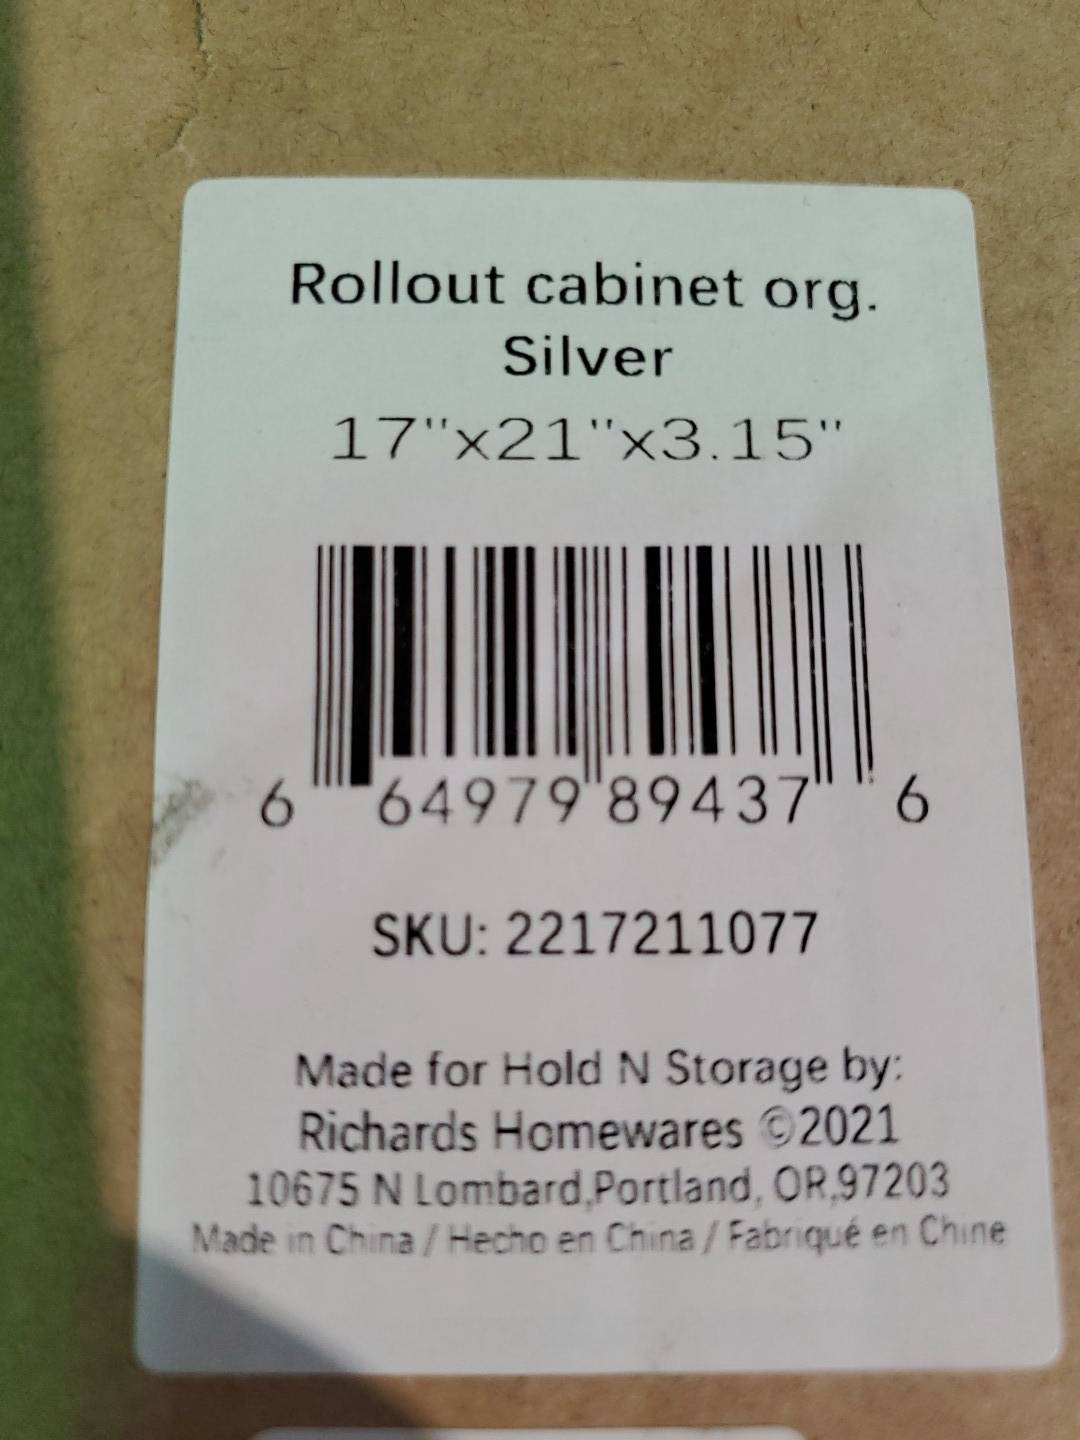 Rollout cabinet org.
Silver
17"x21"x3.15"
6 64979 89437 6
SKU: 2217211077
Made for Hold N Storage by:
Richards Homewares ©2021
10675 N Lombard,Portland, OR,97203
Made in China / Hecho en China / Fabriqué en Chine